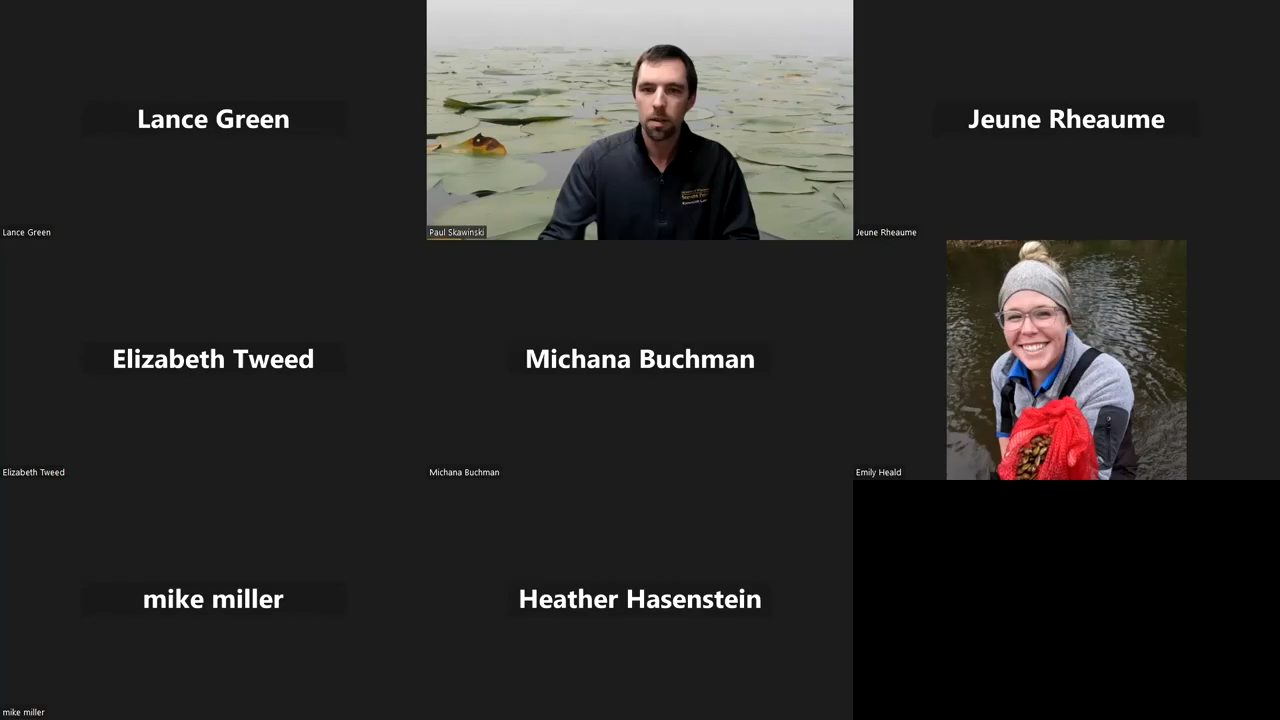 Lance Green
Jeune Rheaume
Lance Green
Paul Skawinski
Jeune Rheaume
Elizabeth Tweed
Michana Buchman
Elizabeth Tweed
Michana Buchman
Emily Heald
mike miller
Heather Hasenstein
mike miller